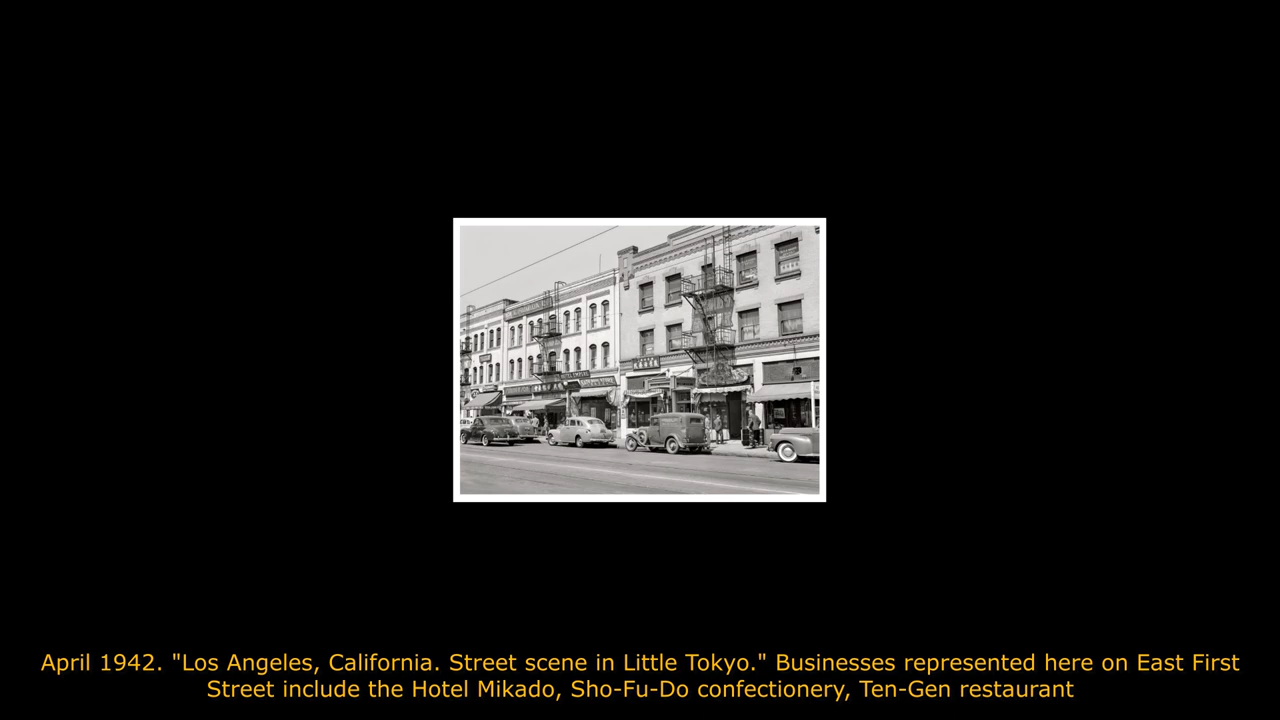 April 1942. "Los Angeles, California. Street scene in Little Tokyo." Businesses represented here on East First
Street include the Hotel Mikado, Sho-Fu-Do confectionery, Ten-Gen restaurant